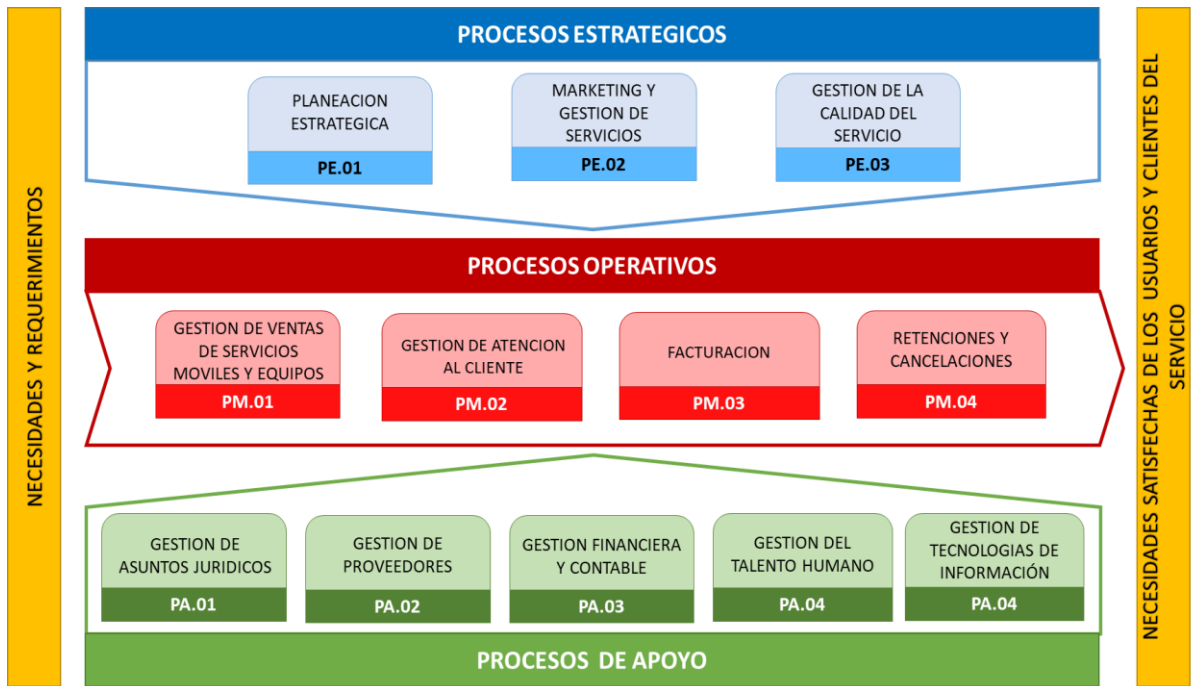 NECESIDADES Y REQUERIMIENTOS
PROCESOS ESTRATEGICOS
PLANEACION
ESTRATEGICA
PE.01
MARKETING Y
GESTION DE
SERVICIOS
PE.02
GESTION DE LA
CALIDAD DEL
SERVICIO
PE.03
PROCESOS OPERATIVOS
GESTION DE VENTAS
DE SERVICIOS
MOVILES Y EQUIPOS
PM.01
GESTION DE ATENCION
AL CLIENTE
PM.02
FACTURACION
PM.03
RETENCIONES Y
CANCELACIONES
PM.04
GESTION DE
ASUNTOS JURIDICOS
PA.01
GESTION DE
PROVEEDORES
PA.02
GESTION FINANCIERA
Y CONTABLE
PA.03
GESTION DEL
TALENTO HUMANO
PA.04
GESTION DE
TECNOLOGIAS DE
INFORMACIÓN
PA.04
PROCESOS DE APOYO
NECESIDADES SATISFECHAS DE LOS USUARIOS Y CLIENTES DEL
SERVICIO